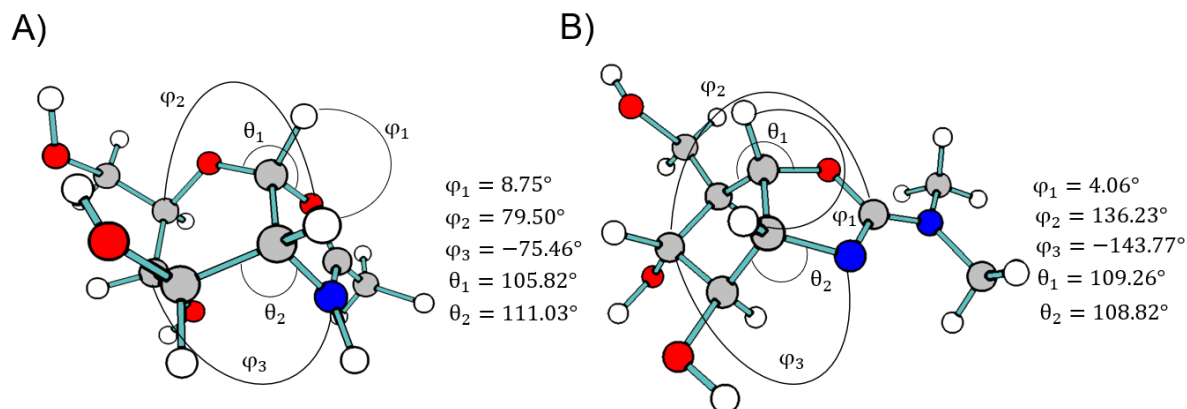 A)
φ₂
θ₁
φ₁
θ₂
φ₃
φ₁ = 8.75°
φ₂ = 79.50°
φ₃ = −75.46°
θ₁ = 105.82°
θ₂ = 111.03°
B)
φ₂
θ₁
φ₁
θ₂
φ₃
φ₁ = 4.06°
φ₂ = 136.23°
φ₃ = −143.77°
θ₁ = 109.26°
θ₂ = 108.82°